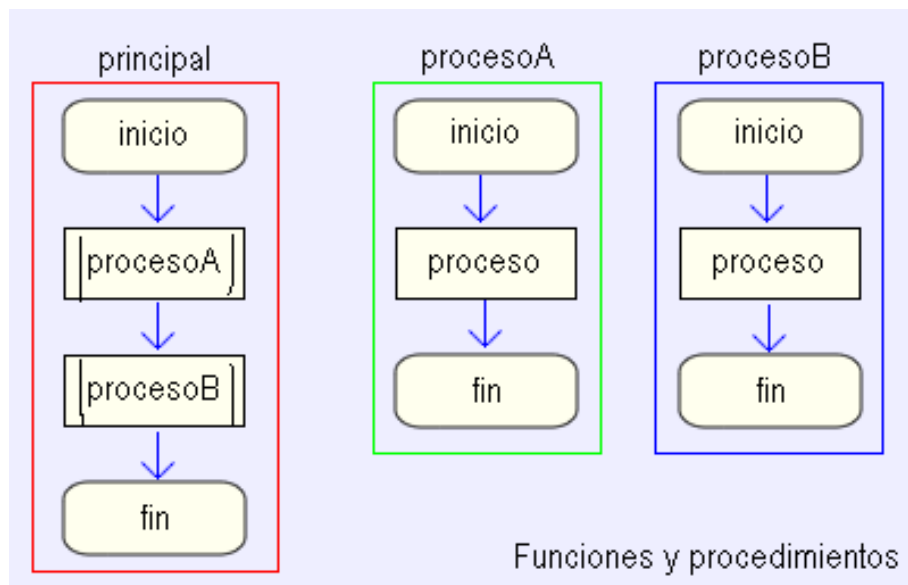 principal
inicio
procesoA
procesoB
fin
procesoA
inicio
proceso
fin
procesoB
inicio
proceso
fin
Funciones y procedimientos